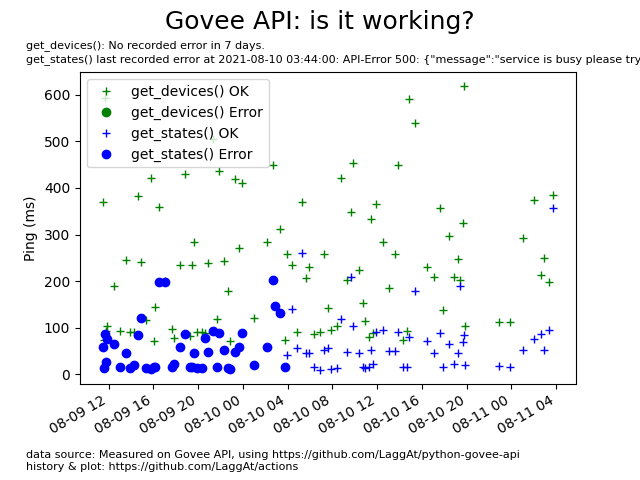 Govee API: is it working?
get_devices(): No recorded error in 7 days.
get_states() last recorded error at 2021-08-10 03:44:00: API-Error 500: {"message":"service is busy please try
get_devices() OK
get_devices() Error
get_states() OK
get_states() Error
600
500
400
300
200
100
0
Ping (ms)
08-09 12
08-09 16
08-09 20
08-10 00
08-10 04
08-10 08
08-10 12
08-10 16
08-10 20
08-11 00
08-11 04
data source: Measured on Govee API, using https://github.com/LaggAt/python-govee-api
history & plot: https://github.com/LaggAt/actions